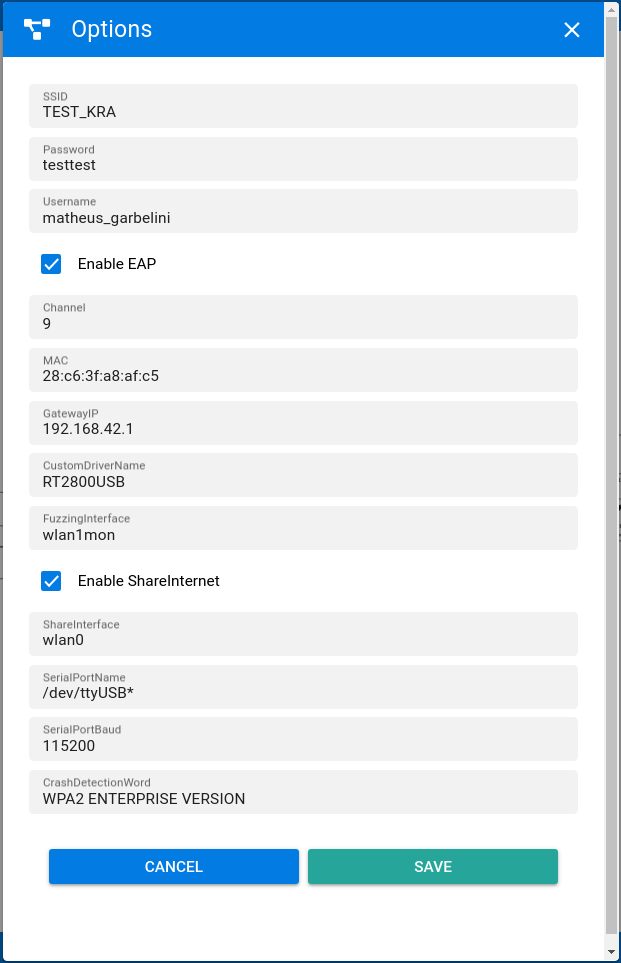 Options
SSID
TEST_KRA
Password
testtest
Username
matheus_garbelini
Enable EAP
Channel
9
MAC
28:c6:3f:a8:af:c5
GatewayIP
192.168.42.1
CustomDriverName
RT2800USB
FuzzingInterface
wlan1mon
Enable ShareInternet
ShareInterface
wlan0
SerialPortName
/dev/ttyUSB*
SerialPortBaud
115200
CrashDetectionWord
WPA2 ENTERPRISE VERSION
CANCEL SAVE